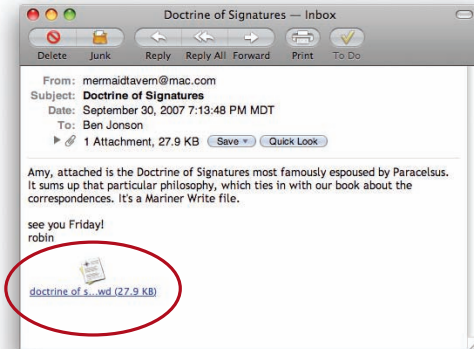 Doctrine of Signatures — Inbox
Delete Junk Reply Reply All Forward Print To Do
From: mermaidtavern@mac.com
Subject: Doctrine of Signatures
Date: September 30, 2007 7:13:48 PM MDT
To: Ben Jonson
1 Attachment, 27.9 KB Save Quick Look
Amy, attached is the Doctrine of Signatures most famously espoused by Paracelsus.
It sums up that particular philosophy, which ties in with our book about the
correspondences. It's a Mariner Write file.
see you Friday!
robin
doctrine of s...wd (27.9 KB)